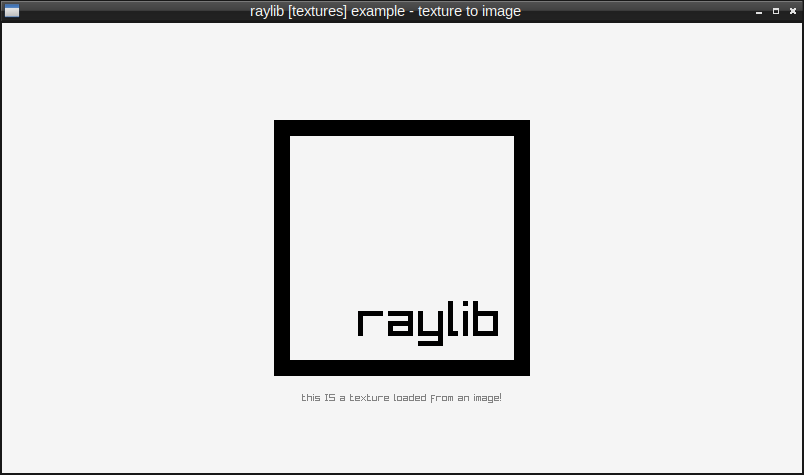 raylib [textures] example - texture to image
raylib
this IS a texture loaded from an image!